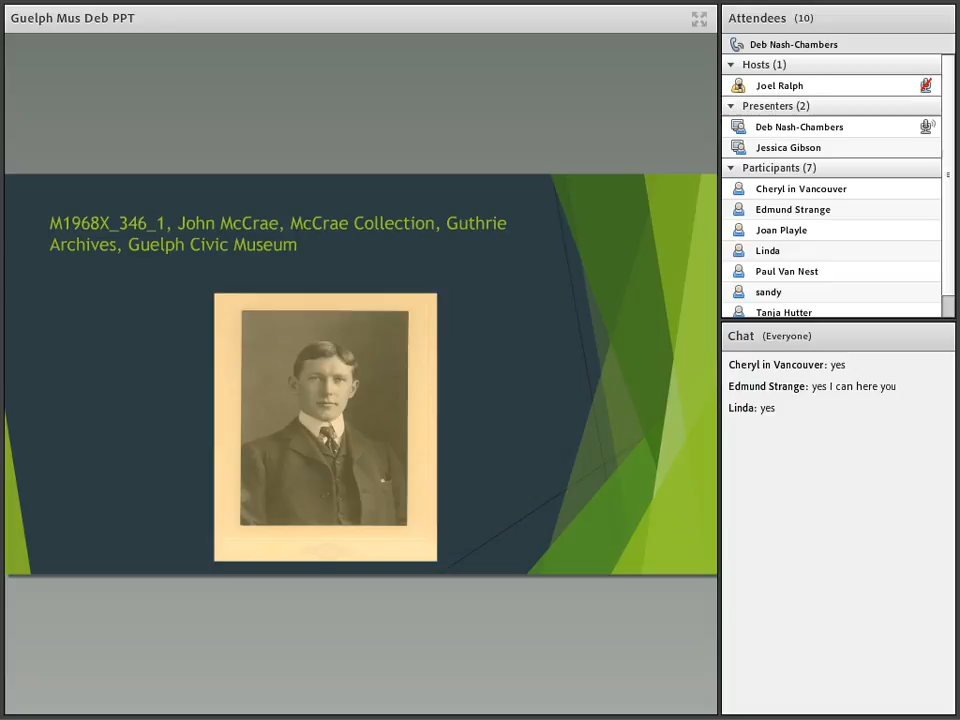 Guelph Mus Deb PPT
M1968X_346_1, John McCrae, McCrae Collection, Guthrie
Archives, Guelph Civic Museum
Attendees (10)
Deb Nash-Chambers
Hosts (1)
Joel Ralph
Presenters (2)
Deb Nash-Chambers
Jessica Gibson
Participants (7)
Cheryl in Vancouver
Edmund Strange
Joan Playle
Linda
Paul Van Nest
sandy
Tanja Hutter
Chat (Everyone)
Cheryl in Vancouver: yes
Edmund Strange: yes I can here you
Linda: yes